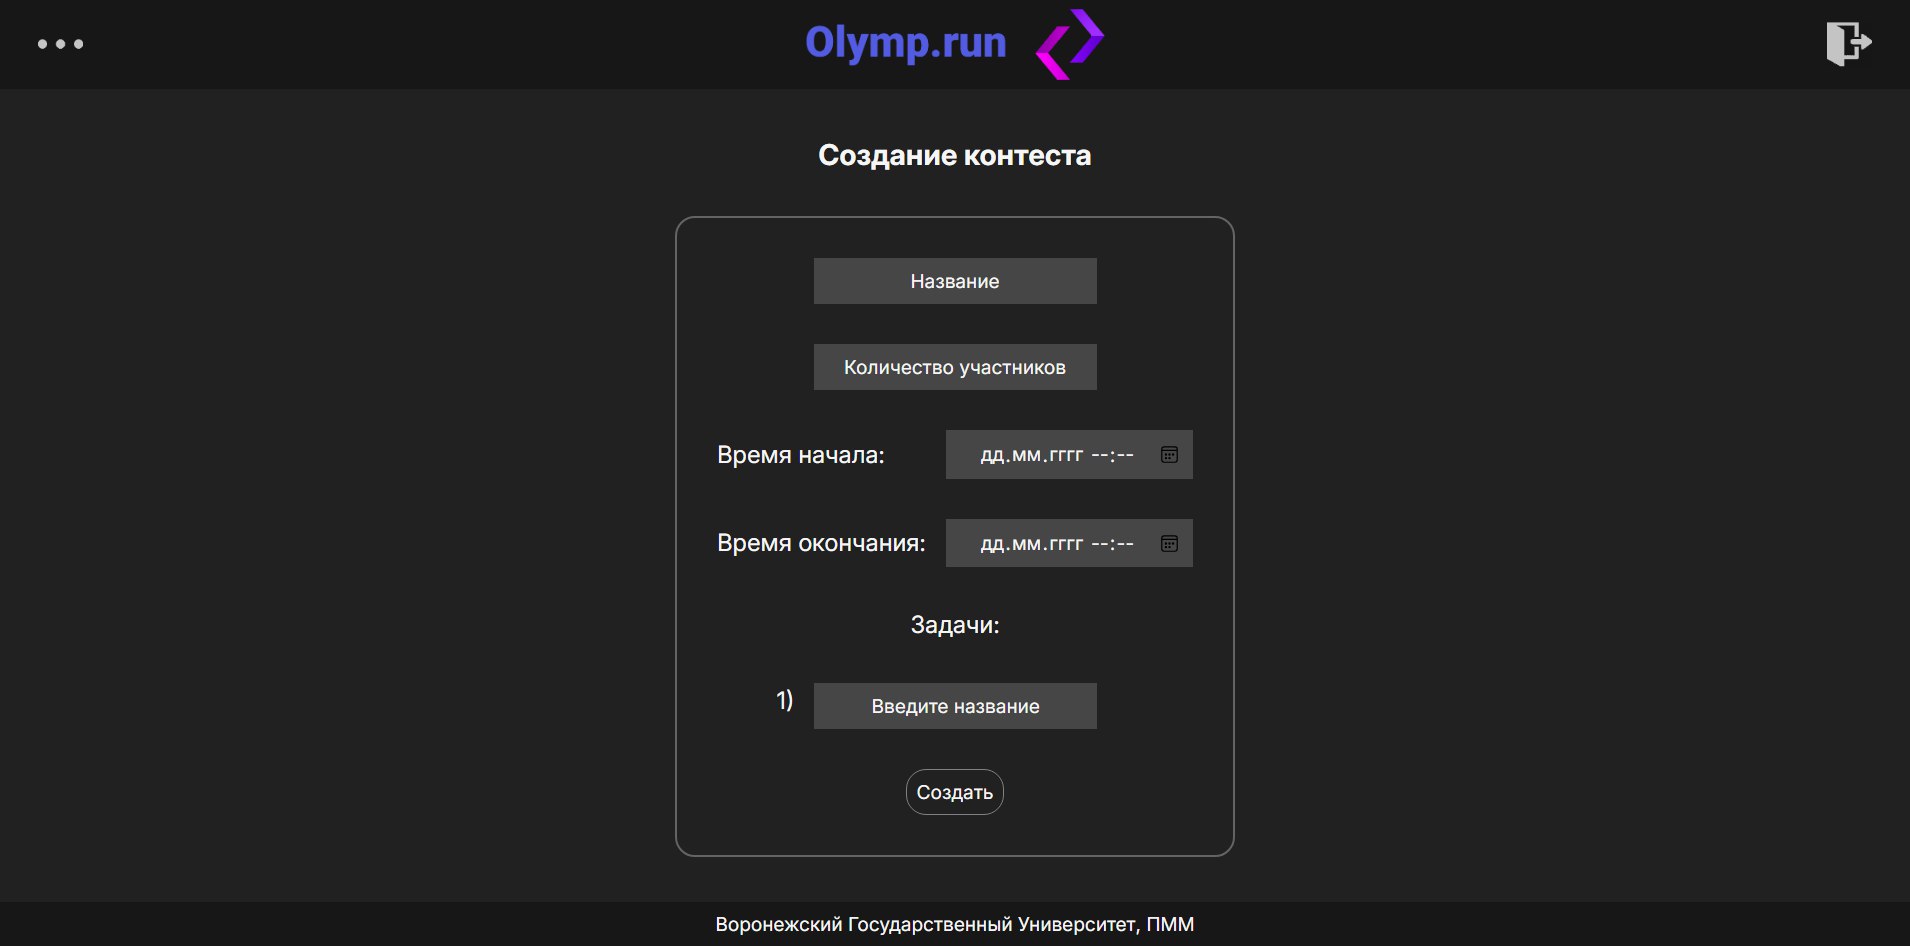 Olymp.run
Создание контеста
Название
Количество участников
Время начала: дд.мм.гггг --:--
Время окончания: дд.мм.гггг --:--
Задачи:
1) Введите название
Создать
Воронежский Государственный Университет, ПММ